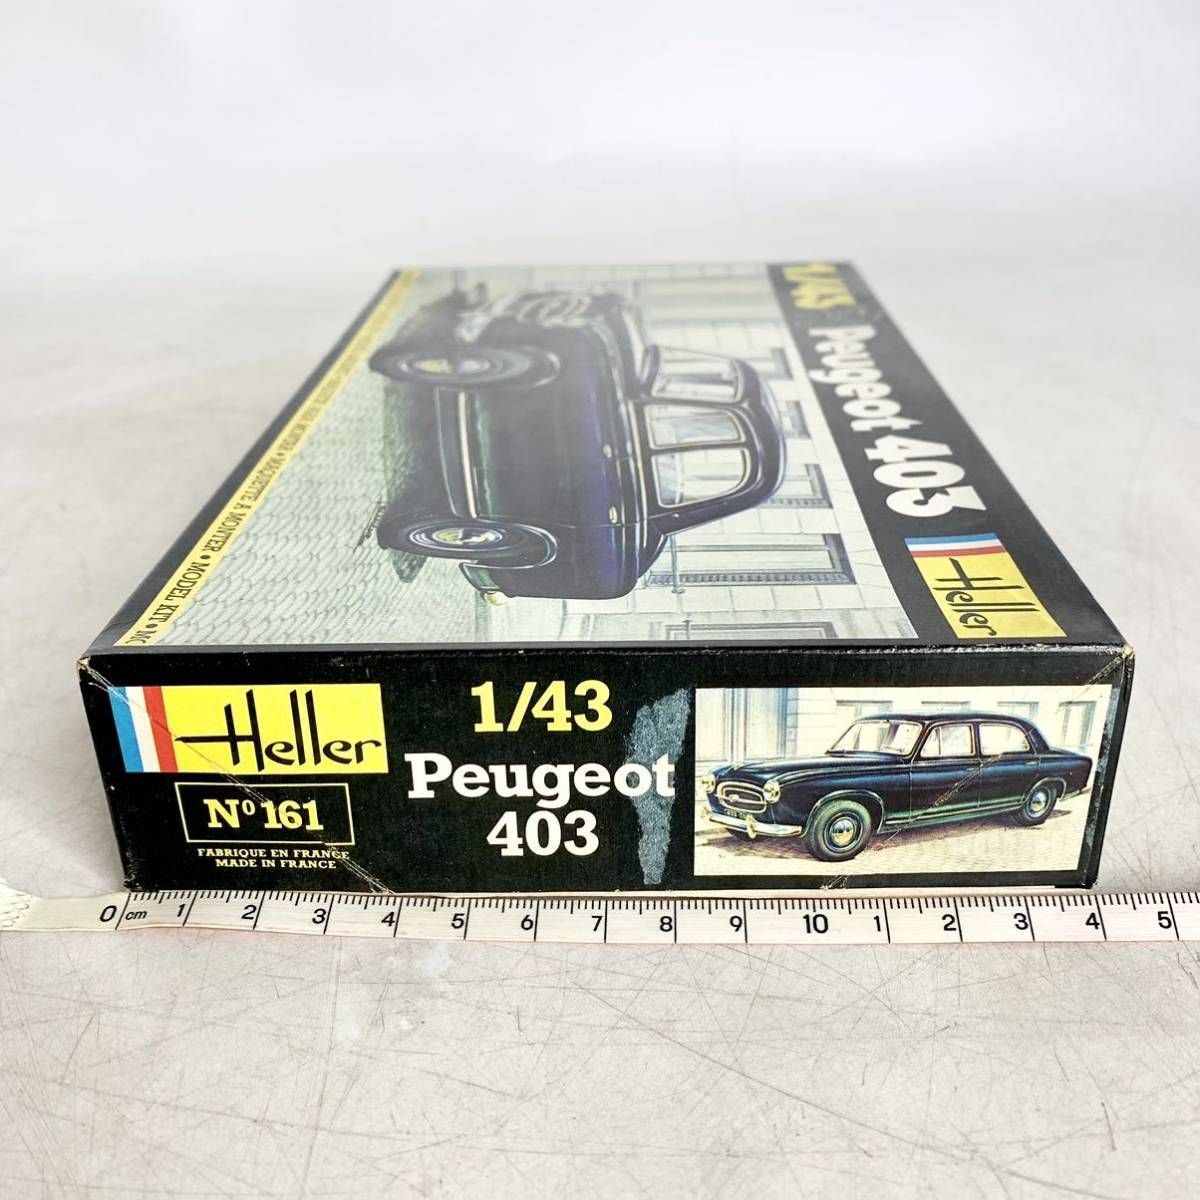 1/43 Peugeot 403
Heller
MAQUETTE A MONTER • MODEL KIT • MO
Heller
Nº 161
FABRIQUE EN FRANCE
MADE IN FRANCE
1/43
Peugeot
403
0 cm 1 2 3 4 5 6 7 8 9 10 1 2 3 4 5